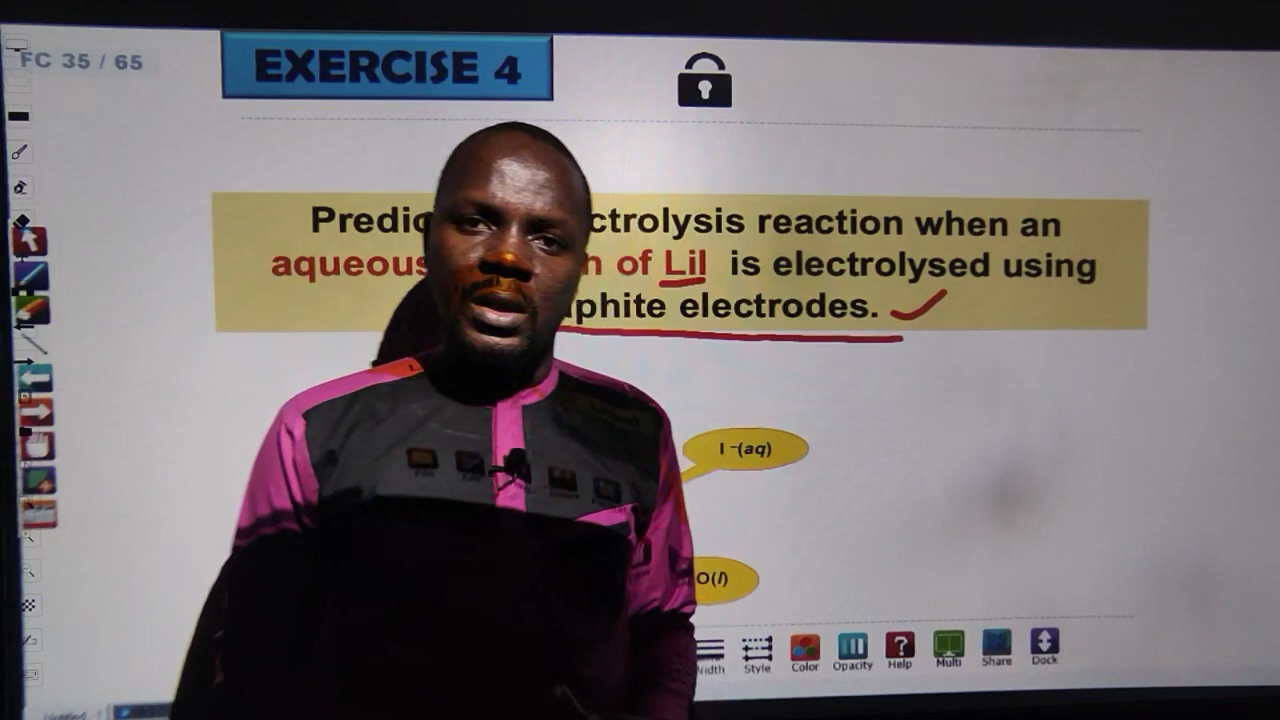 FC 35 / 65
EXERCISE 4
Predic ctrolysis reaction when an
aqueous n of LiI is electrolysed using
phite electrodes.
I⁻(aq)
O(l)
Width Style Color Opacity Help Multi Share Dock